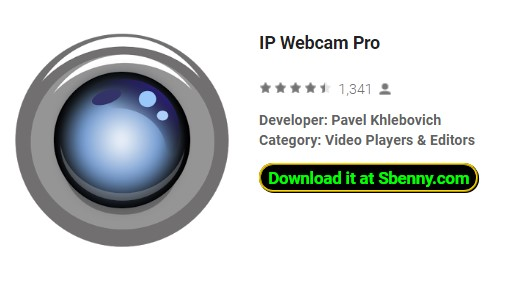 IP Webcam Pro
1,341
Developer: Pavel Khlebovich
Category: Video Players & Editors
Download it at Sbenny.com